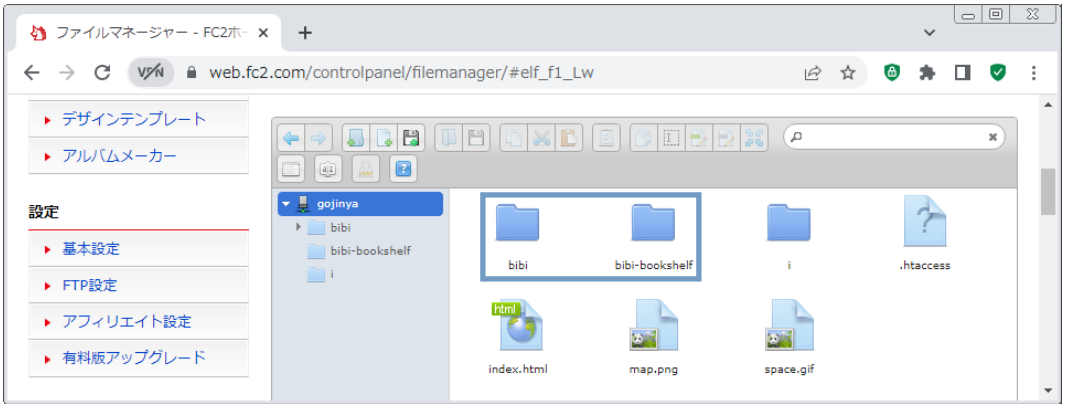 ファイルマネージャー - FC2ホー
VPN
web.fc2.com/controlpanel/filemanager/#elf_f1_Lw
デザインテンプレート
アルバムメーカー
設定
基本設定
FTP設定
アフィリエイト設定
有料版アップグレード
gojinya
bibi
bibi-bookshelf
i
bibi
bibi-bookshelf
i
.htaccess
html
index.html
map.png
space.gif